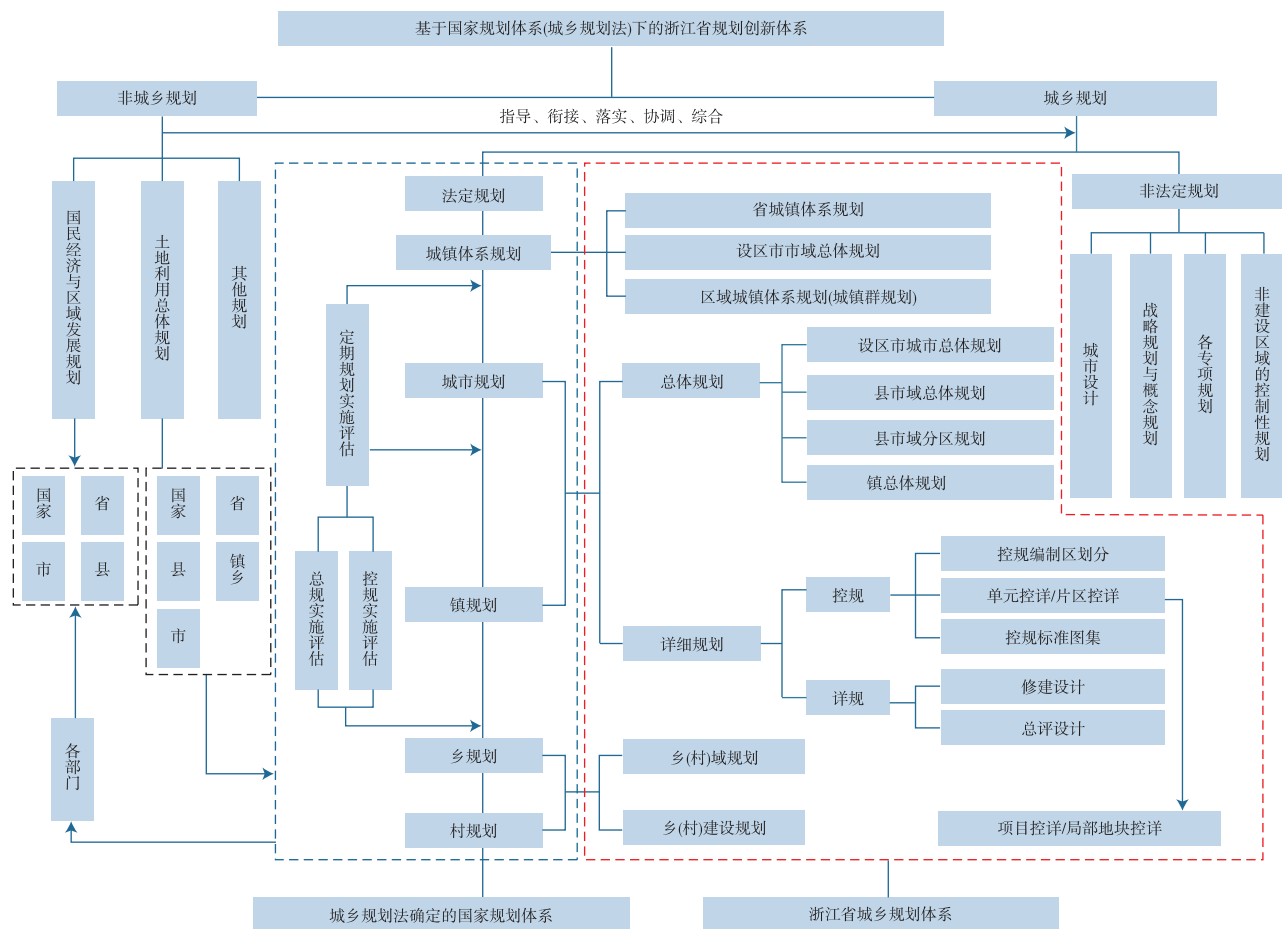 基于国家规划体系(城乡规划法)下的浙江省规划创新体系
非城乡规划
城乡规划
指导、衔接、落实、协调、综合
国民经济与区域发展规划
土地利用总体规划
其他规划
法定规划
非法定规划
城镇体系规划
省城镇体系规划
设区市市域总体规划
区域城镇体系规划(城镇群规划)
城市设计
战略规划与概念规划
各专项规划
非建设区域的控制性规划
定期规划实施评估
城市规划
总体规划
设区市城市总体规划
县市域总体规划
县市域分区规划
镇总体规划
国家
省
市
县
国家
省
县
镇乡
市
总规实施评估
控规实施评估
镇规划
详细规划
控规
控规编制区划分
单元控详/片区控详
控规标准图集
详规
修建设计
总评设计
各部门
乡规划
村规划
乡(村)域规划
乡(村)建设规划
项目控详/局部地块控详
城乡规划法确定的国家规划体系
浙江省城乡规划体系